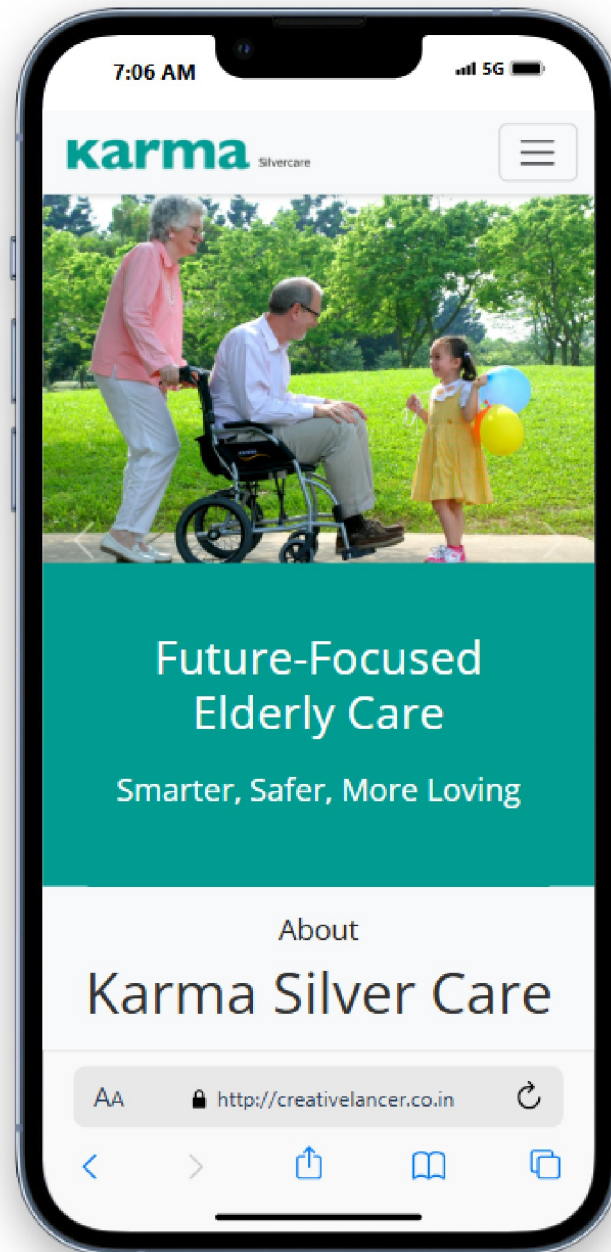 7:06 AM
5G
Karma Silvercare
Future-Focused
Elderly Care
Smarter, Safer, More Loving
About
Karma Silver Care
AA http://creativelancer.co.in